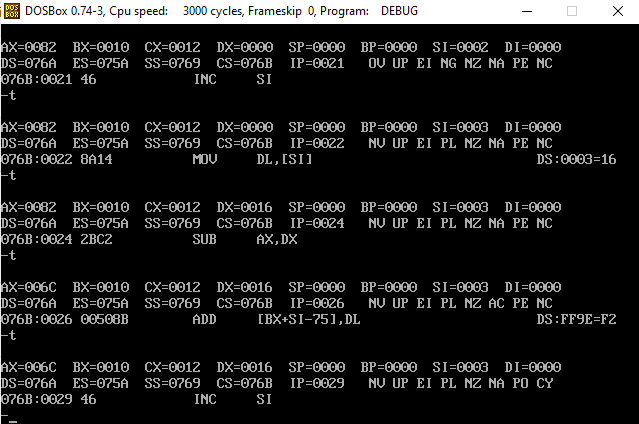 DOS
BOX
DOSBox 0.74-3, Cpu speed: 3000 cycles, Frameskip 0, Program: DEBUG
AX=0082 BX=0010 CX=0012 DX=0000 SP=0000 BP=0000 SI=0002 DI=0000
DS=076A ES=075A SS=0769 CS=076B IP=0021 OV UP EI NG NZ NA PE NC
076B:0021 46 INC SI
-t
AX=0082 BX=0010 CX=0012 DX=0000 SP=0000 BP=0000 SI=0003 DI=0000
DS=076A ES=075A SS=0769 CS=076B IP=0022 NV UP EI PL NZ NA PE NC
076B:0022 8A14 MOV DL,[SI] DS:0003=16
-t
AX=0082 BX=0010 CX=0012 DX=0016 SP=0000 BP=0000 SI=0003 DI=0000
DS=076A ES=075A SS=0769 CS=076B IP=0024 NV UP EI PL NZ NA PE NC
076B:0024 2BC2 SUB AX,DX
-t
AX=006C BX=0010 CX=0012 DX=0016 SP=0000 BP=0000 SI=0003 DI=0000
DS=076A ES=075A SS=0769 CS=076B IP=0026 NV UP EI PL NZ AC PE NC
076B:0026 00508B ADD [BX+SI-75],DL DS:FF9E=F2
-t
AX=006C BX=0010 CX=0012 DX=0016 SP=0000 BP=0000 SI=0003 DI=0000
DS=076A ES=075A SS=0769 CS=076B IP=0029 NV UP EI PL NZ NA PO CY
076B:0029 46 INC SI
-_